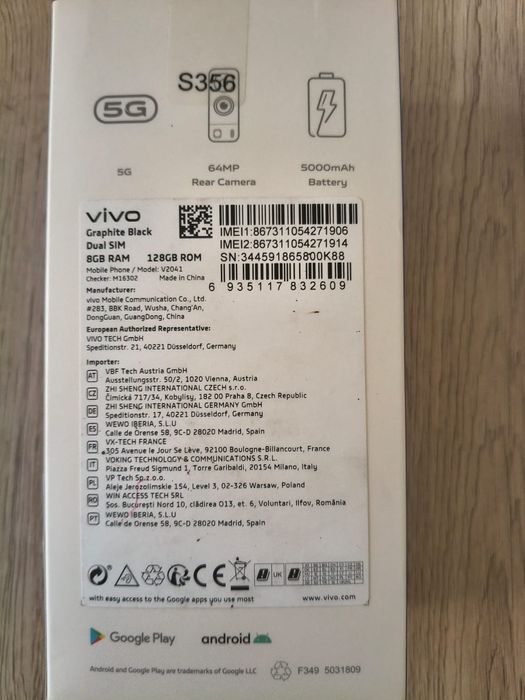 S356
5G
5G
64MP
Rear Camera
5000mAh
Battery
vivo
Graphite Black
Dual SIM
8GB RAM 128GB ROM
Mobile Phone / Model: V2041
Checker: M16302 Made in China
IMEI1:867311054271906
IMEI2:867311054271914
SN:344591865800K88
6 935117 832609
Manufacturer:
vivo Mobile Communication Co., Ltd.
#283, BBK Road, Wusha, Chang'An,
DongGuan, GuangDong, China
European Authorized Representative:
VIVO TECH GmbH
Speditionstr. 21, 40221 Düsseldorf, Germany
Importer:
AT VBF Tech Austria GmbH
Ausstellungsstr. 50/2, 1020 Vienna, Austria
CZ ZHI SHENG INTERNATIONAL CZECH s.r.o.
Čimická 717/34, Kobylisy, 182 00 Praha 8, Czech Republic
DE ZHI SHENG INTERNATIONAL GERMANY GmbH
Speditionstr. 17, 40221 Düsseldorf, Germany
ES WEWO IBERIA, S.L.U
Calle de Orense 58, 9C-D 28020 Madrid, Spain
FR VX-TECH FRANCE
305 Avenue le Jour Se Lève, 92100 Boulogne-Billancourt, France
IT VOKING TECHNOLOGY & COMMUNICATIONS S.R.L.
Piazza Freud Sigmund 1, Torre Garibaldi, 20154 Milano, Italy
PL VP Tech Sp.z.o.o.
Aleje Jerozolimskie 154, Level 3, 02-326 Warsaw, Poland
RO WIN ACCESS TECH SRL
Șos. București Nord 10, clădirea O13, et. 6, Voluntari, Ilfov, România
PT WEWO IBERIA, S.L.U
Calle de Orense 58, 9C-D 28020 Madrid, Spain
CE UK
with easy access to the Google apps you use most www.vivo.com
Google Play android
Android and Google Play are trademarks of Google LLC F349 5031809